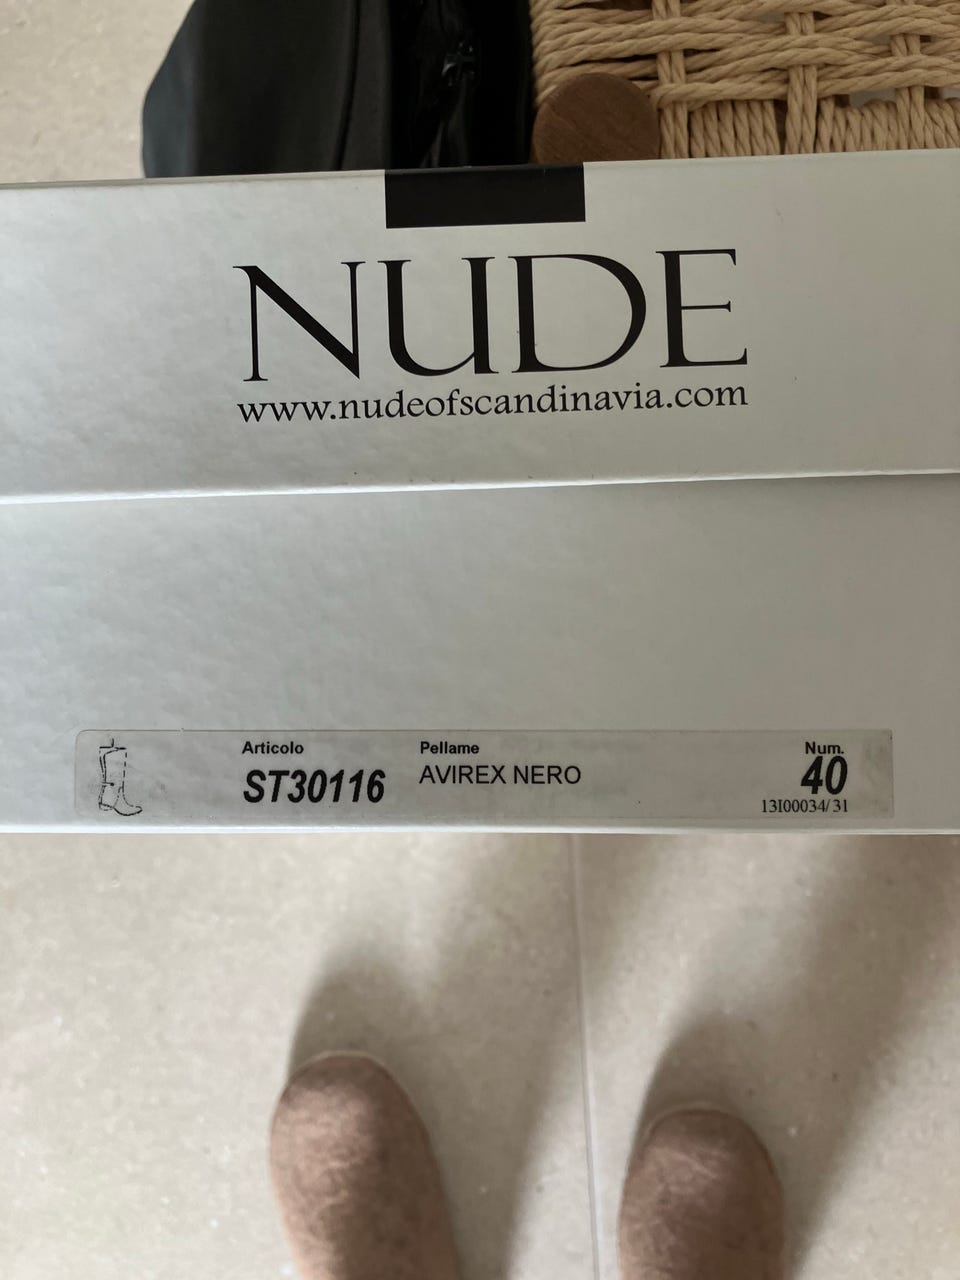 NUDE
www.nudeofscandinavia.com
Articolo Pellame Num.
ST30116 AVIREX NERO 40
13I00034/31